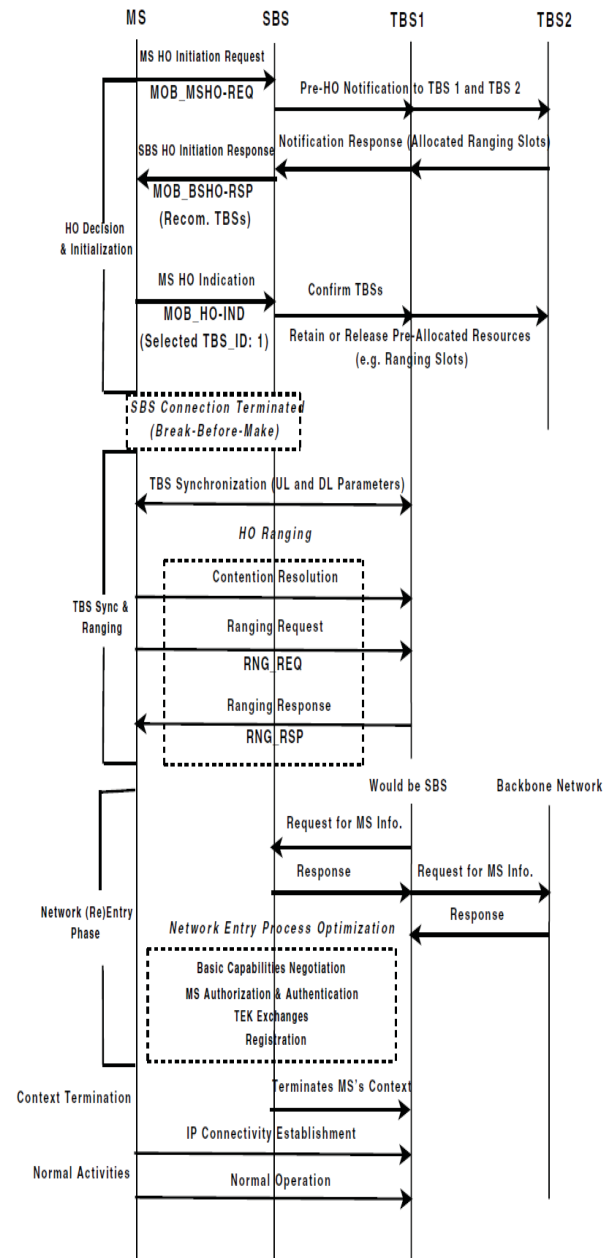 MS SBS TBS1 TBS2
MS HO Initiation Request
MOB_MSHO-REQ
Pre-HO Notification to TBS 1 and TBS 2
Notification Response (Allocated Ranging Slots)
SBS HO Initiation Response
MOB_BSHO-RSP
(Recom. TBSs)
HO Decision
& Initialization
MS HO Indication
MOB_HO-IND
(Selected TBS_ID: 1)
Confirm TBSs
Retain or Release Pre-Allocated Resources
(e.g. Ranging Slots)
SBS Connection Terminated
(Break-Before-Make)
TBS Synchronization (UL and DL Parameters)
HO Ranging
Contention Resolution
TBS Sync &
Ranging
Ranging Request
RNG_REQ
Ranging Response
RNG_RSP
Would be SBS
Backbone Network
Request for MS Info.
Response
Request for MS Info.
Response
Network (Re)Entry
Phase
Network Entry Process Optimization
Basic Capabilities Negotiation
MS Authorization & Authentication
TEK Exchanges
Registration
Context Termination
Terminates MS's Context
IP Connectivity Establishment
Normal Activities
Normal Operation